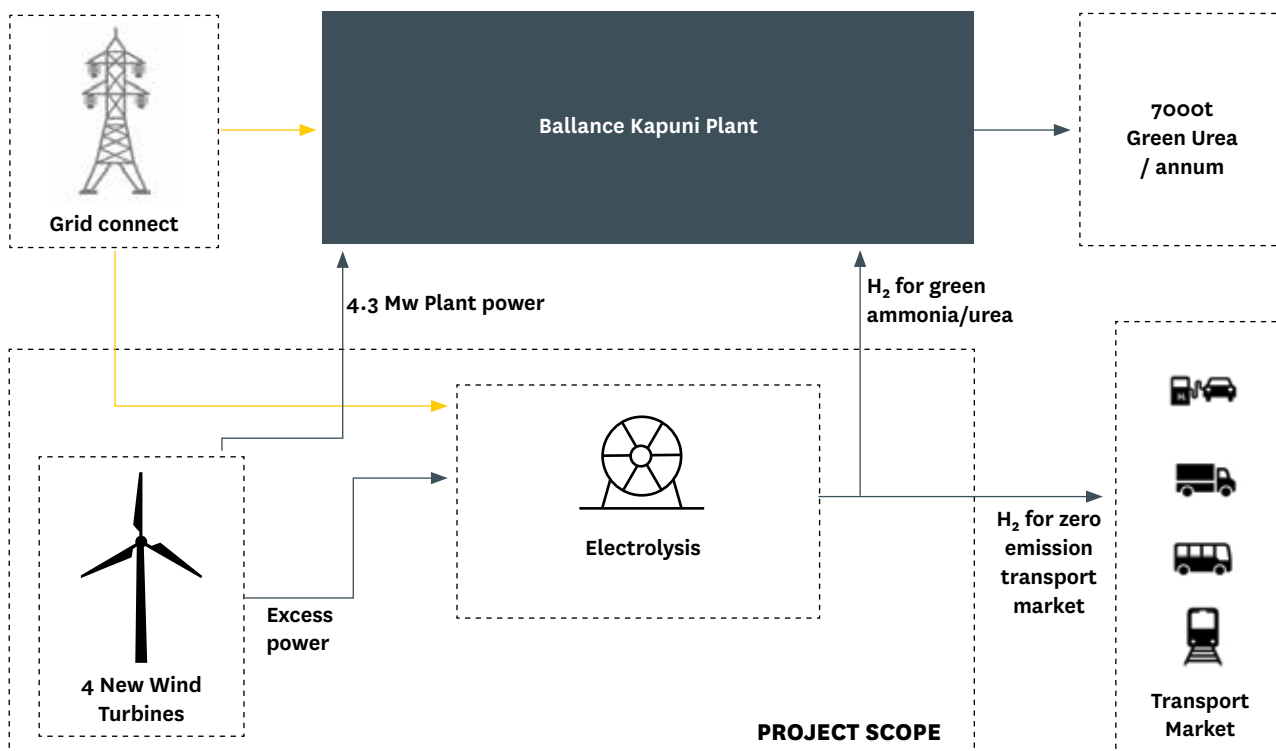 Ballance Kapuni Plant
7000t
Green Urea
/ annum
Grid connect
4.3 Mw Plant power
H₂ for green
ammonia/urea
Electrolysis
H₂ for zero
emission
transport
market
Excess
power
4 New Wind
Turbines
Transport
Market
PROJECT SCOPE